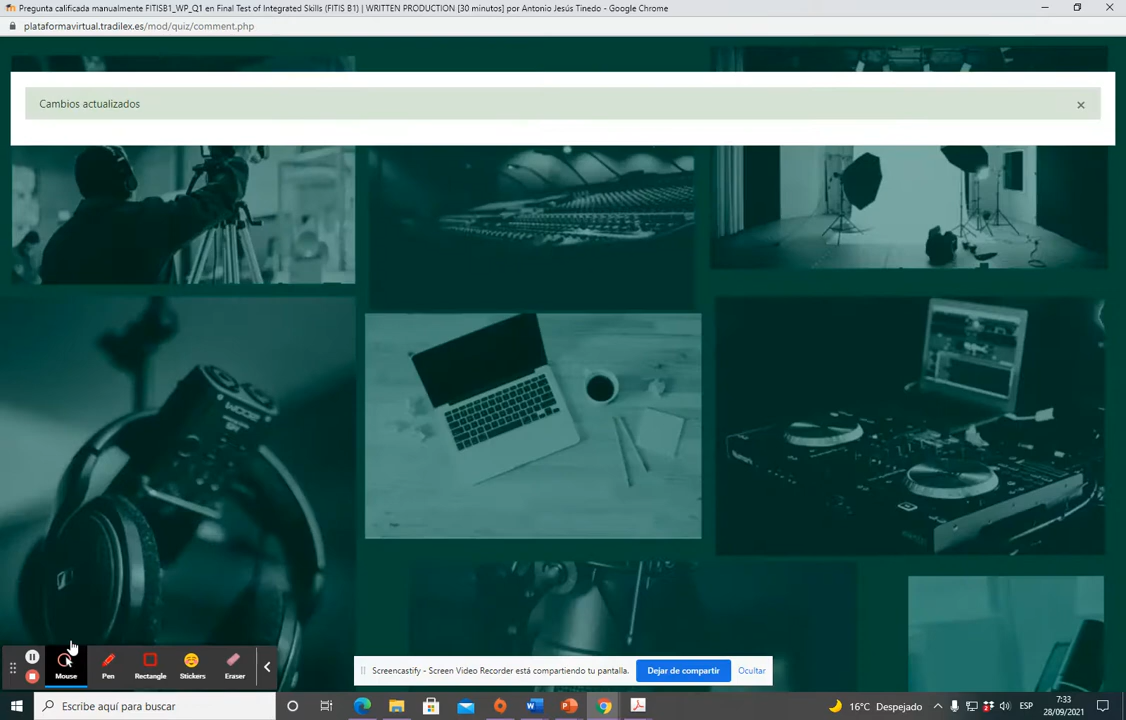 Pregunta calificada manualmente FITISB1_WP_Q1 en Final Test of Integrated Skills (FITIS B1) | WRITTEN PRODUCTION [30 minutes] por Antonio Jesús Tinedo - Google Chrome
plataformavirtual.tradilex.es/mod/quiz/comment.php
Cambios actualizados
ZOOM
Mouse
Pen
Rectangle
Stickers
Eraser
Screencastify - Screen Video Recorder está compartiendo tu pantalla.
Dejar de compartir
Ocultar
Escribe aquí para buscar
16°C Despejado
ESP
7:33
28/09/2021